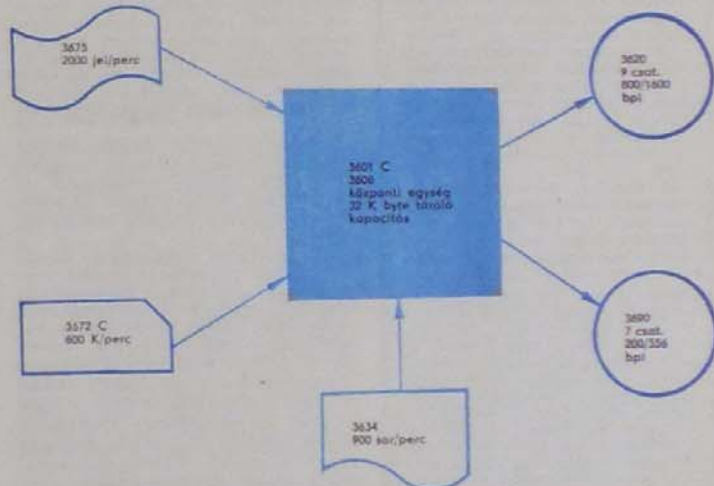 3675
2000 jel/perc
3620
9 csat.
800/1600
bpi
3601 C
3600
központi egység
32 K byte tároló
kapacitás
3672 C
600 K/perc
3690
7 csat.
200/556
bpi
3634
900 sor/perc